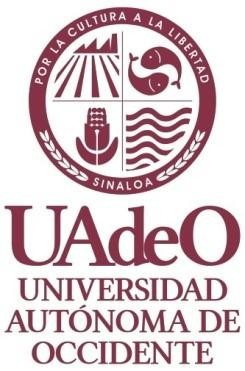 POR LA CULTURA A LA LIBERTAD
SINALOA
UAdeO
UNIVERSIDAD
AUTÓNOMA DE
OCCIDENTE